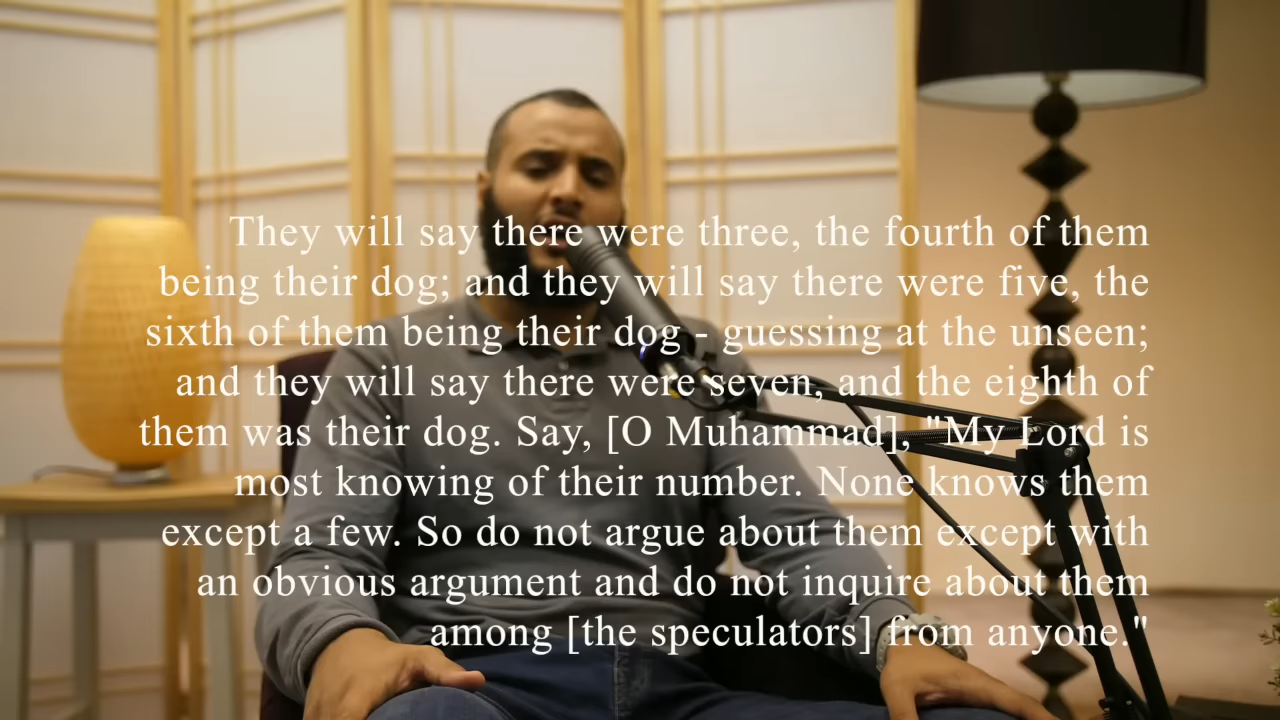 They will say there were three, the fourth of them
being their dog; and they will say there were five, the
sixth of them being their dog - guessing at the unseen;
and they will say there were seven, and the eighth of
them was their dog. Say, [O Muhammad], "My Lord is
most knowing of their number. None knows them
except a few. So do not argue about them except with
an obvious argument and do not inquire about them
among [the speculators] from anyone."